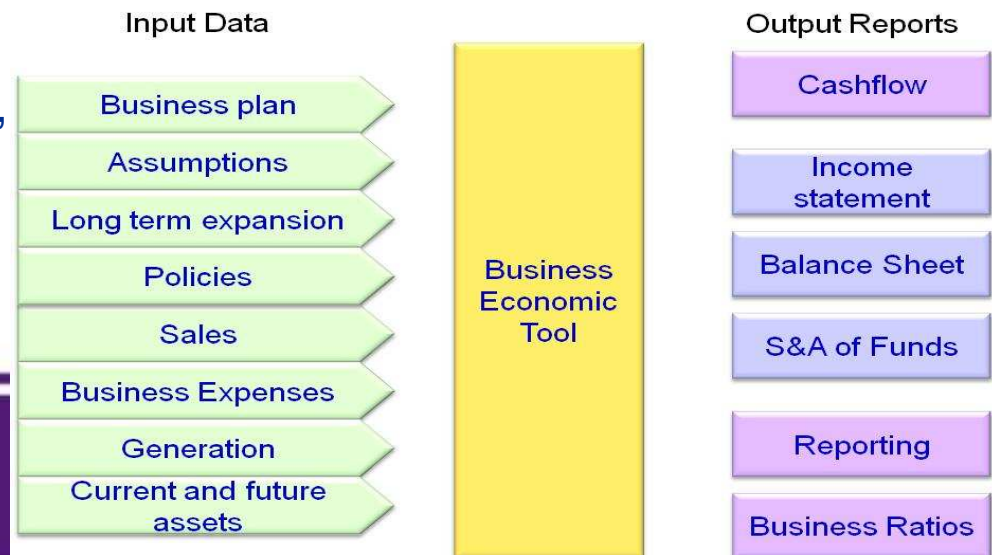 Input Data
Business plan
,
Assumptions
Long term expansion
Policies
Sales
Business Expenses
Generation
Current and future
assets
Business
Economic
Tool
Output Reports
Cashflow
Income
statement
Balance Sheet
S&A of Funds
Reporting
Business Ratios